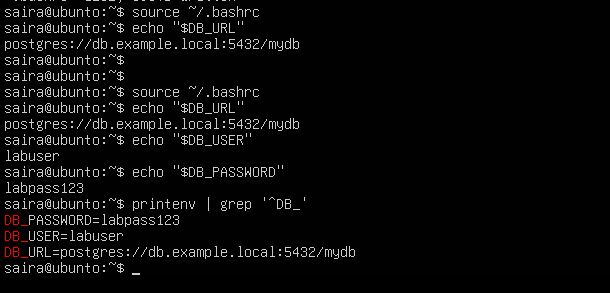 saira@ubunto:~$ source ~/.bashrc
saira@ubunto:~$ echo "$DB_URL"
postgres://db.example.local:5432/mydb
saira@ubunto:~$
saira@ubunto:~$
saira@ubunto:~$ source ~/.bashrc
saira@ubunto:~$ echo "$DB_URL"
postgres://db.example.local:5432/mydb
saira@ubunto:~$ echo "$DB_USER"
labuser
saira@ubunto:~$ echo "$DB_PASSWORD"
labpass123
saira@ubunto:~$ printenv | grep '^DB_'
DB_PASSWORD=labpass123
DB_USER=labuser
DB_URL=postgres://db.example.local:5432/mydb
saira@ubunto:~$ _